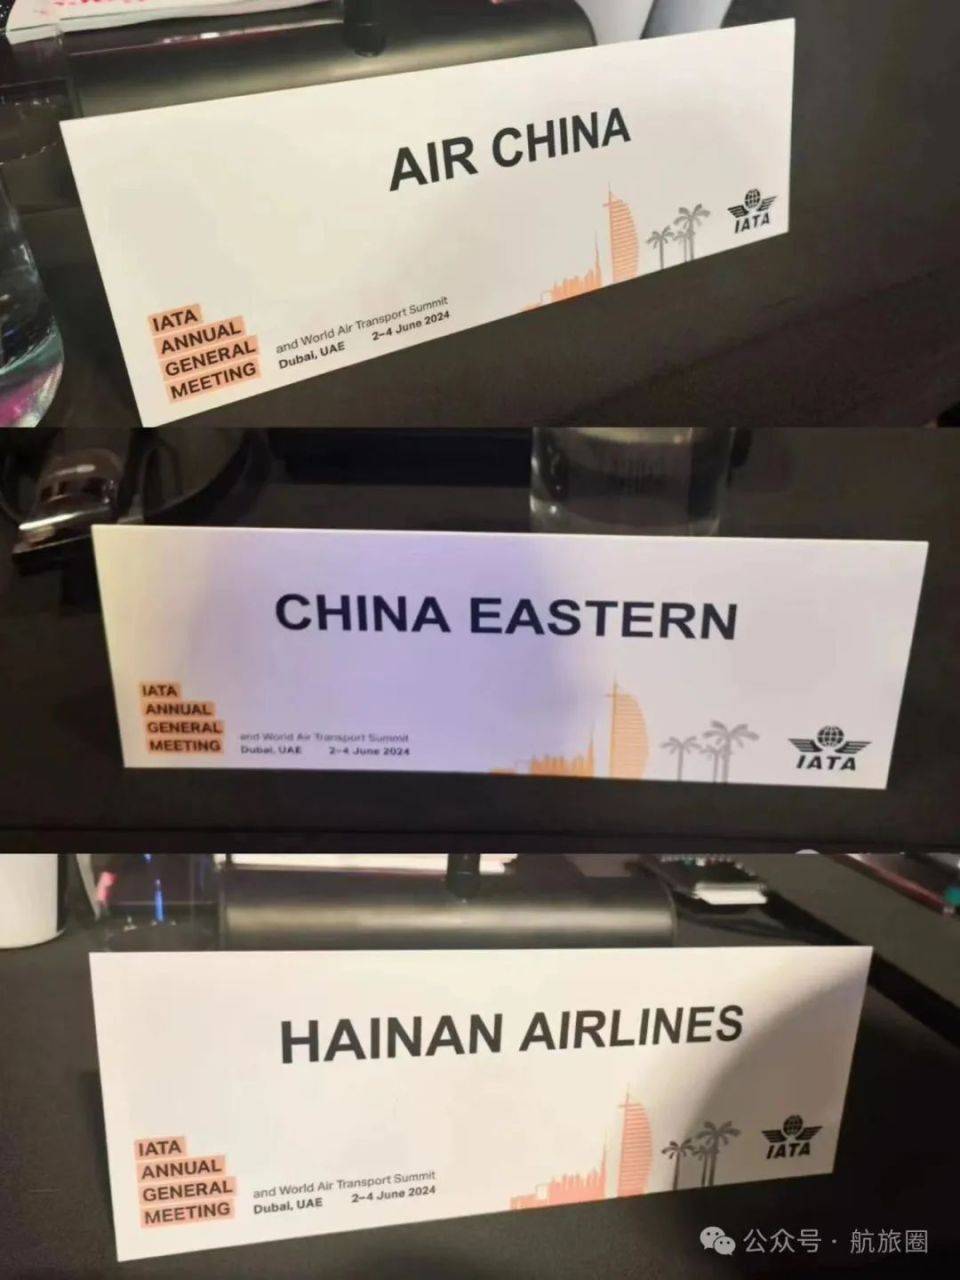 AIR CHINA
IATA
ANNUAL
GENERAL
MEETING
and World Air Transport Summit
Dubai, UAE 2–4 June 2024
IATA
CHINA EASTERN
IATA
ANNUAL
GENERAL
MEETING
and World Air Transport Summit
Dubai, UAE 2–4 June 2024
IATA
HAINAN AIRLINES
IATA
ANNUAL
GENERAL
MEETING
and World Air Transport Summit
Dubai, UAE 2–4 June 2024
IATA
公众号 · 航旅圈